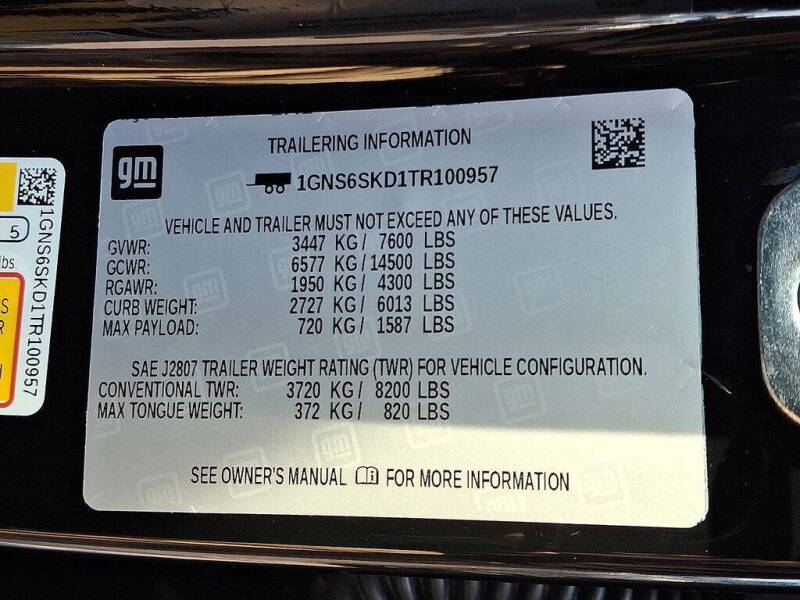 TRAILERING INFORMATION
gm
1GNS6SKD1TR100957
VEHICLE AND TRAILER MUST NOT EXCEED ANY OF THESE VALUES.
GVWR: 3447 KG / 7600 LBS
GCWR: 6577 KG / 14500 LBS
RGAWR: 1950 KG / 4300 LBS
CURB WEIGHT: 2727 KG / 6013 LBS
MAX PAYLOAD: 720 KG / 1587 LBS
SAE J2807 TRAILER WEIGHT RATING (TWR) FOR VEHICLE CONFIGURATION.
CONVENTIONAL TWR: 3720 KG / 8200 LBS
MAX TONGUE WEIGHT: 372 KG / 820 LBS
SEE OWNER'S MANUAL FOR MORE INFORMATION
1GNS6SKD1TR100957
5
lbs